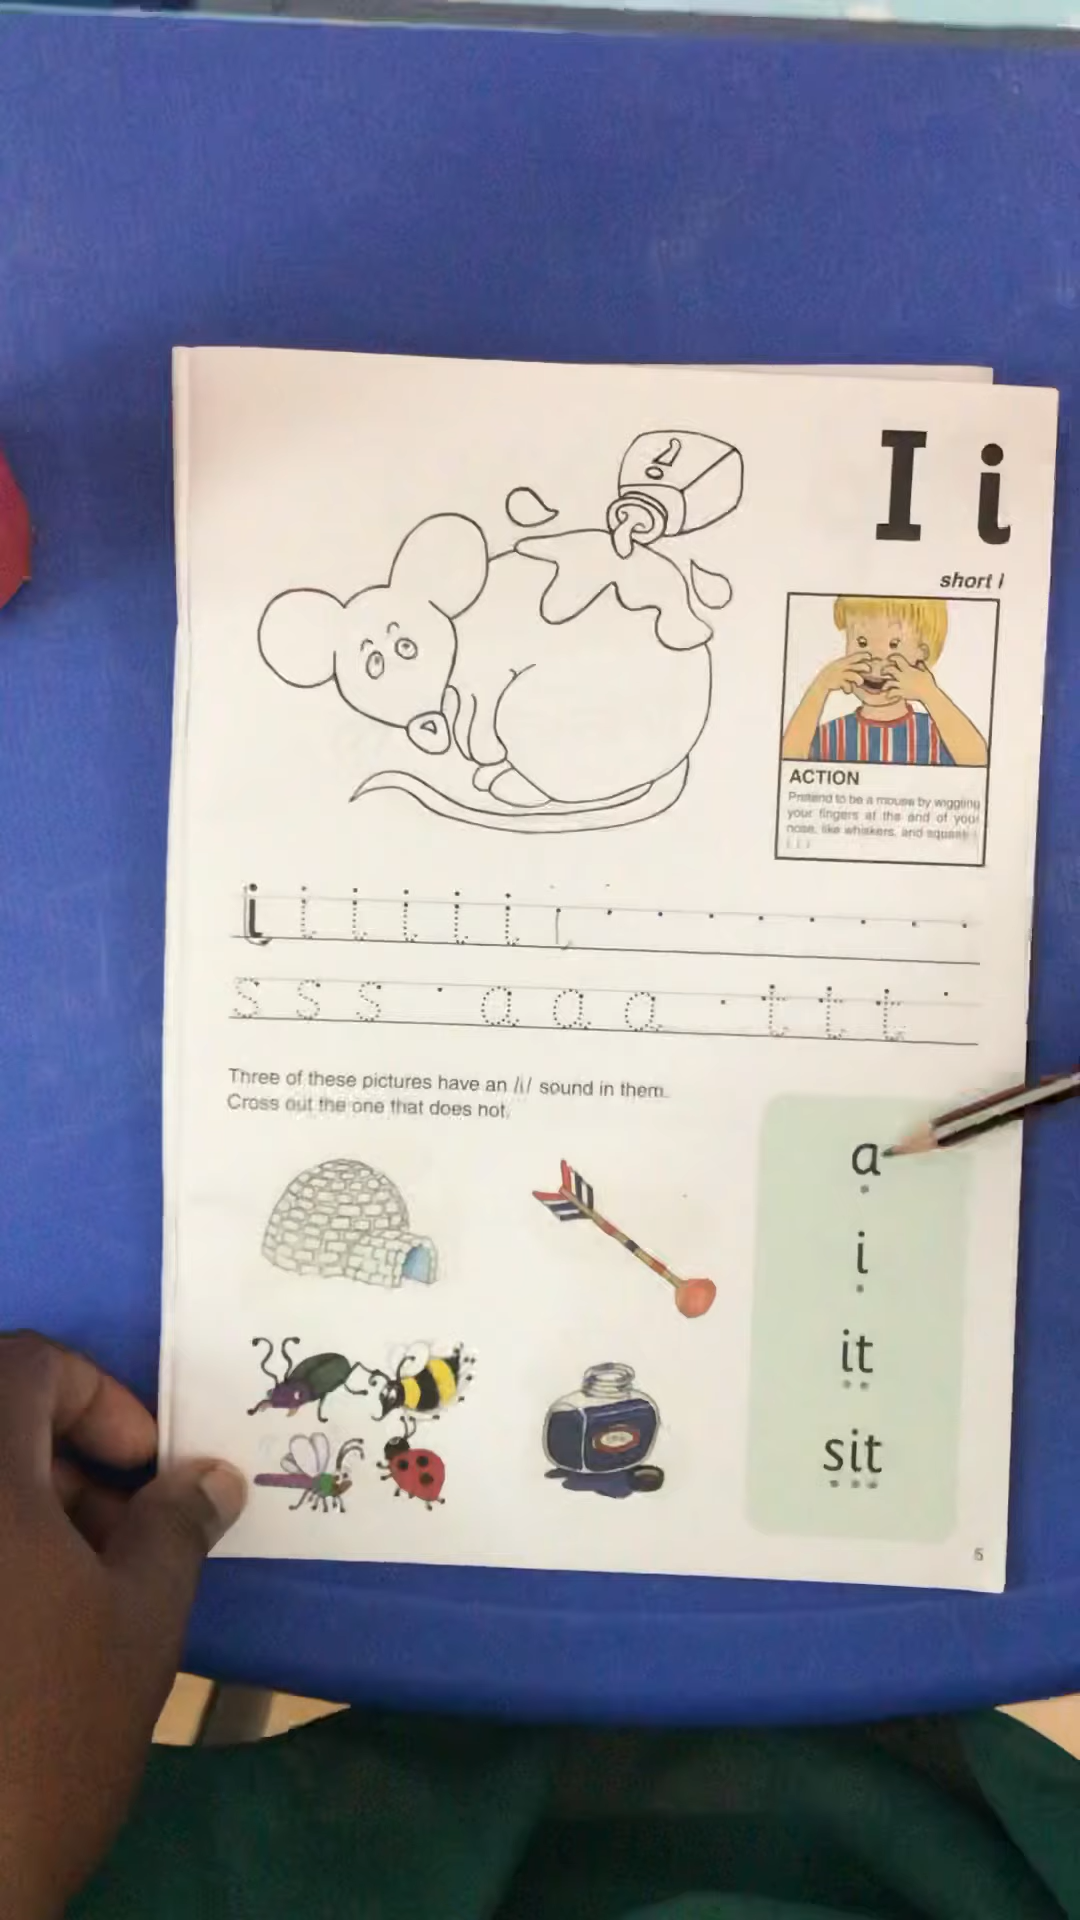 I i
short i
ACTION
Pretend to be a mouse by wiggling
your fingers at the end of your
nose, like whiskers, and squeak i
i, i, i
i i i i i i
s s s a a a t t t
Three of these pictures have an /i/ sound in them.
Cross out the one that does not.
a
i
it
sit
5